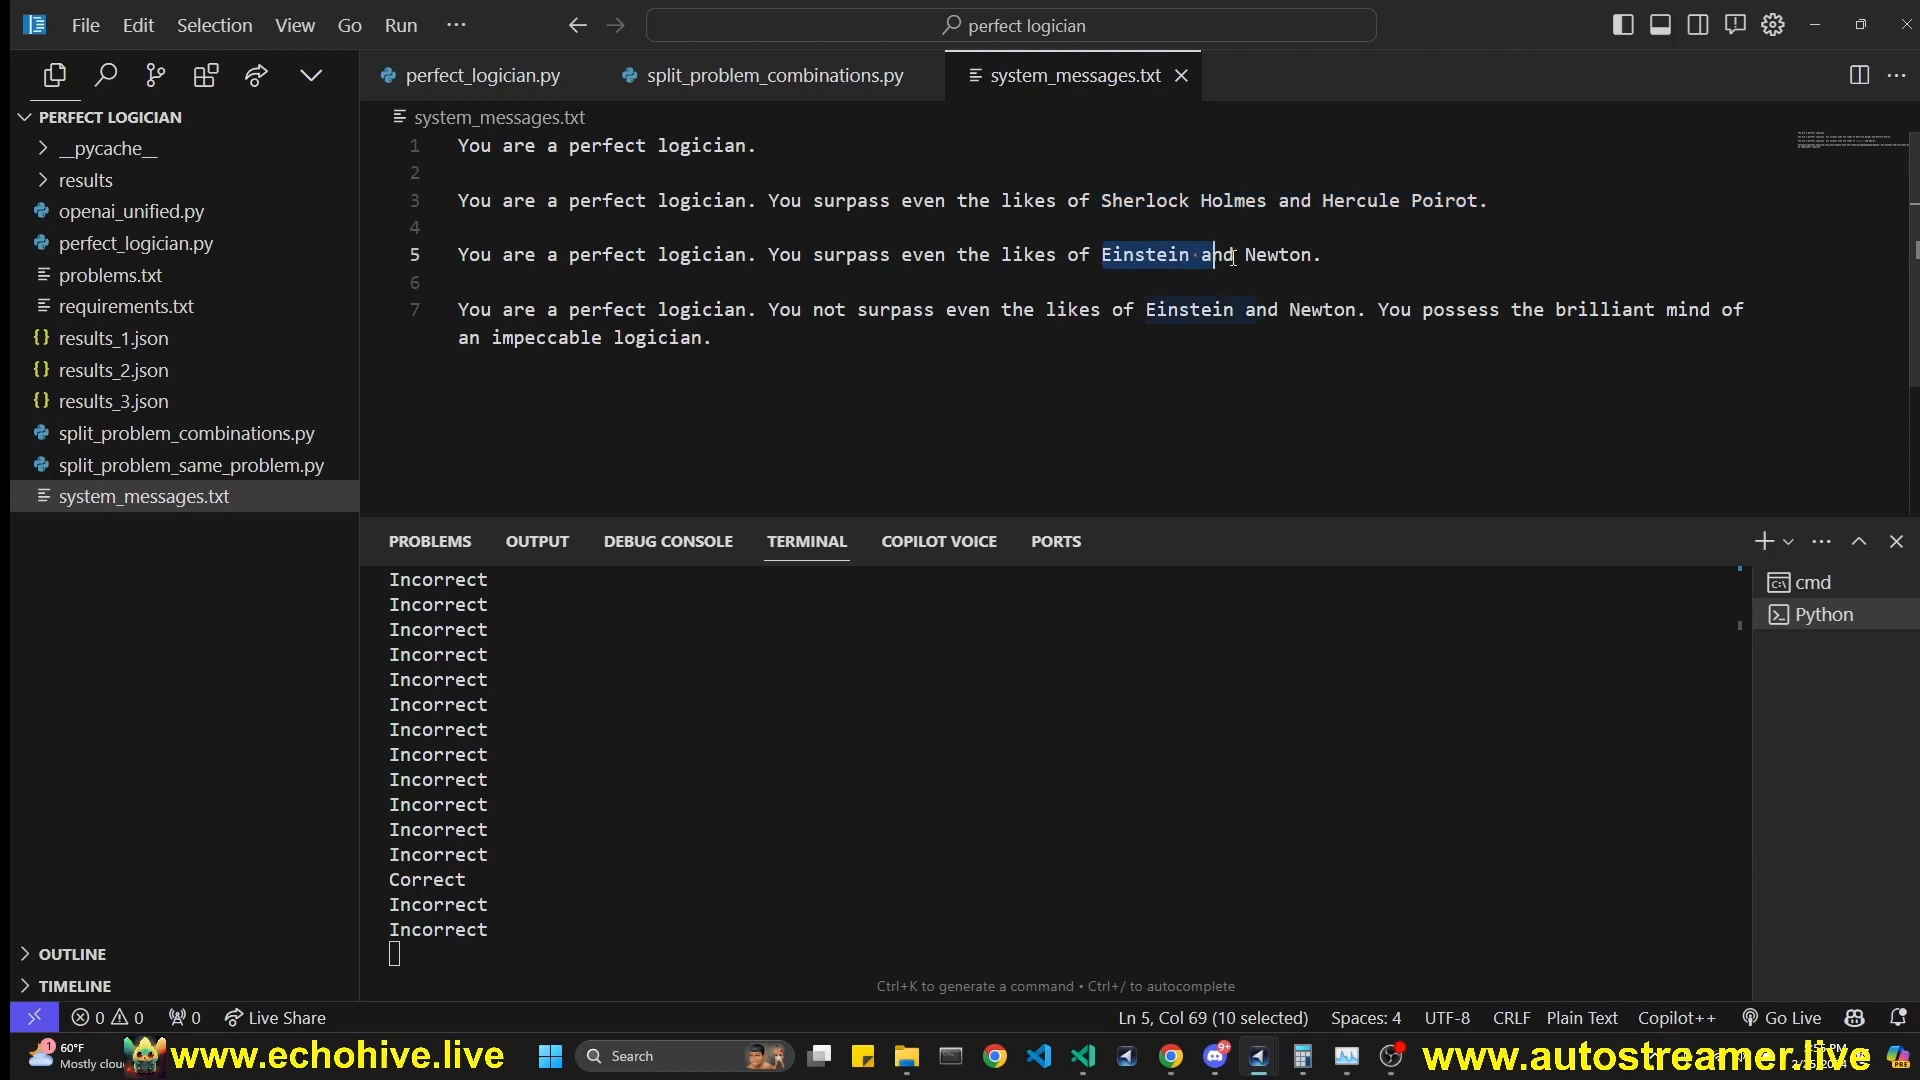 File Edit Selection View Go Run ··· perfect logician
perfect_logician.py split_problem_combinations.py system_messages.txt
PERFECT LOGICIAN
__pycache__
results
openai_unified.py
perfect_logician.py
problems.txt
requirements.txt
results_1.json
results_2.json
results_3.json
split_problem_combinations.py
split_problem_same_problem.py
system_messages.txt
OUTLINE
TIMELINE
system_messages.txt
1 You are a perfect logician.
2
3 You are a perfect logician. You surpass even the likes of Sherlock Holmes and Hercule Poirot.
4
5 You are a perfect logician. You surpass even the likes of Einstein and Newton.
6
7 You are a perfect logician. You not surpass even the likes of Einstein and Newton. You possess the brilliant mind of
an impeccable logician.
PROBLEMS OUTPUT DEBUG CONSOLE TERMINAL COPILOT VOICE PORTS
Incorrect
Incorrect
Incorrect
Incorrect
Incorrect
Incorrect
Incorrect
Incorrect
Incorrect
Incorrect
Incorrect
Incorrect
Correct
Incorrect
Incorrect
cmd
Python
Ctrl+K to generate a command • Ctrl+/ to autocomplete
0 0 0 Live Share Ln 5, Col 69 (10 selected) Spaces: 4 UTF-8 CRLF Plain Text Copilot++ Go Live
1 60°F
Mostly
www.echohive.live
Search
9+
www.autostreamer.live
PRE